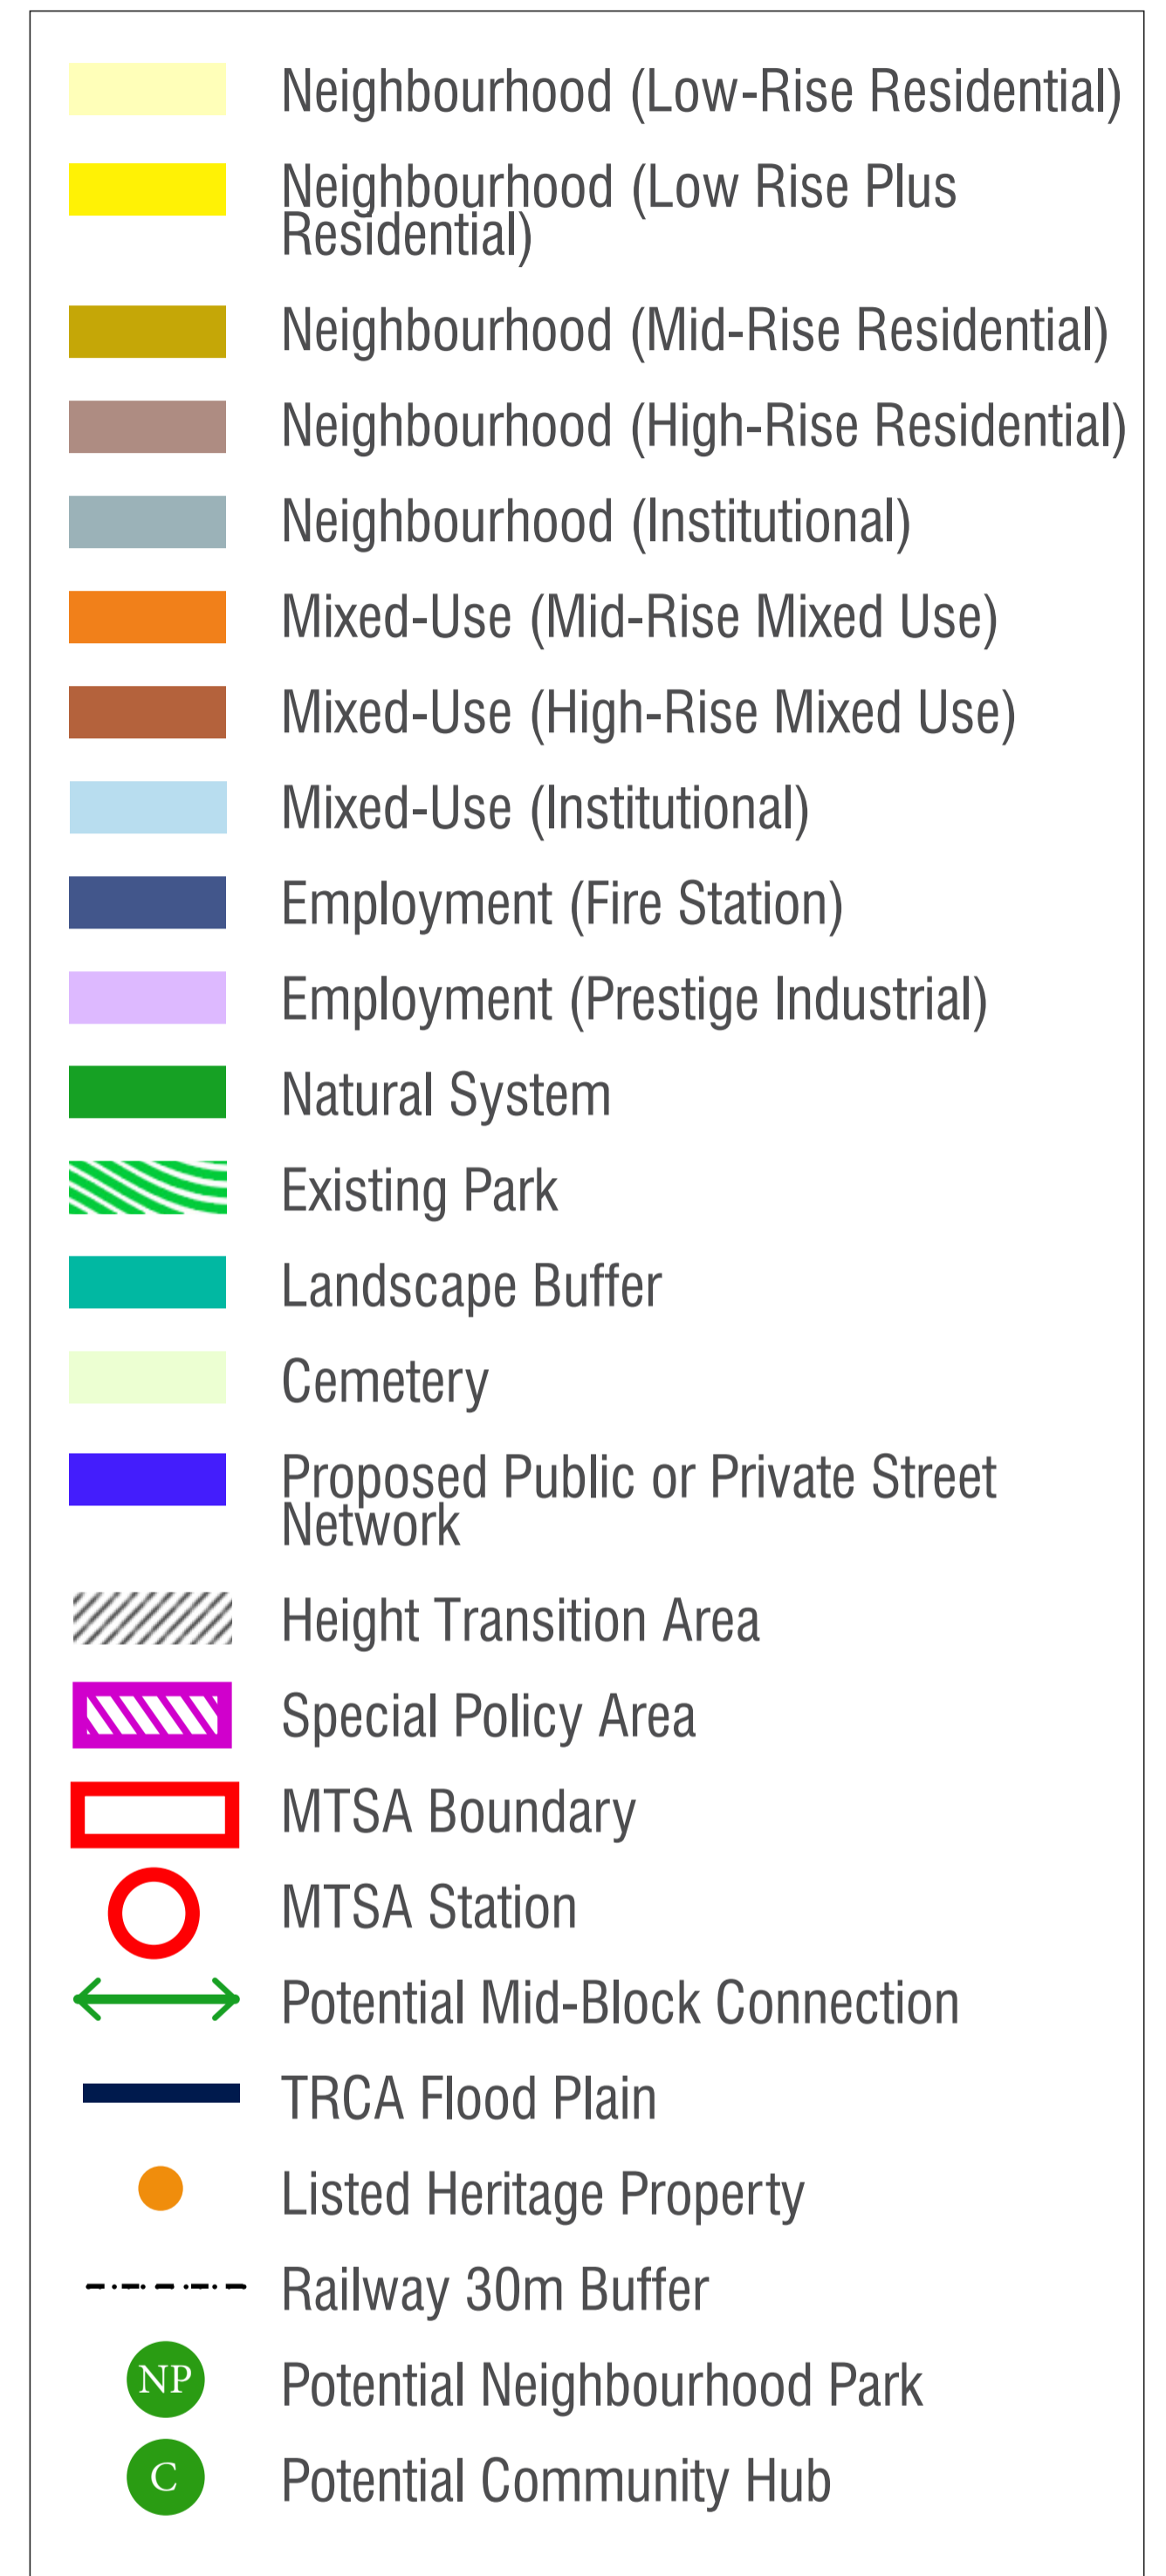 Neighbourhood (Low-Rise Residential)
Neighbourhood (Low Rise Plus
Residential)
Neighbourhood (Mid-Rise Residential)
Neighbourhood (High-Rise Residential)
Neighbourhood (Institutional)
Mixed-Use (Mid-Rise Mixed Use)
Mixed-Use (High-Rise Mixed Use)
Mixed-Use (Institutional)
Employment (Fire Station)
Employment (Prestige Industrial)
Natural System
Existing Park
Landscape Buffer
Cemetery
Proposed Public or Private Street
Network
Height Transition Area
Special Policy Area
MTSA Boundary
MTSA Station
Potential Mid-Block Connection
TRCA Flood Plain
Listed Heritage Property
Railway 30m Buffer
NP Potential Neighbourhood Park
C Potential Community Hub